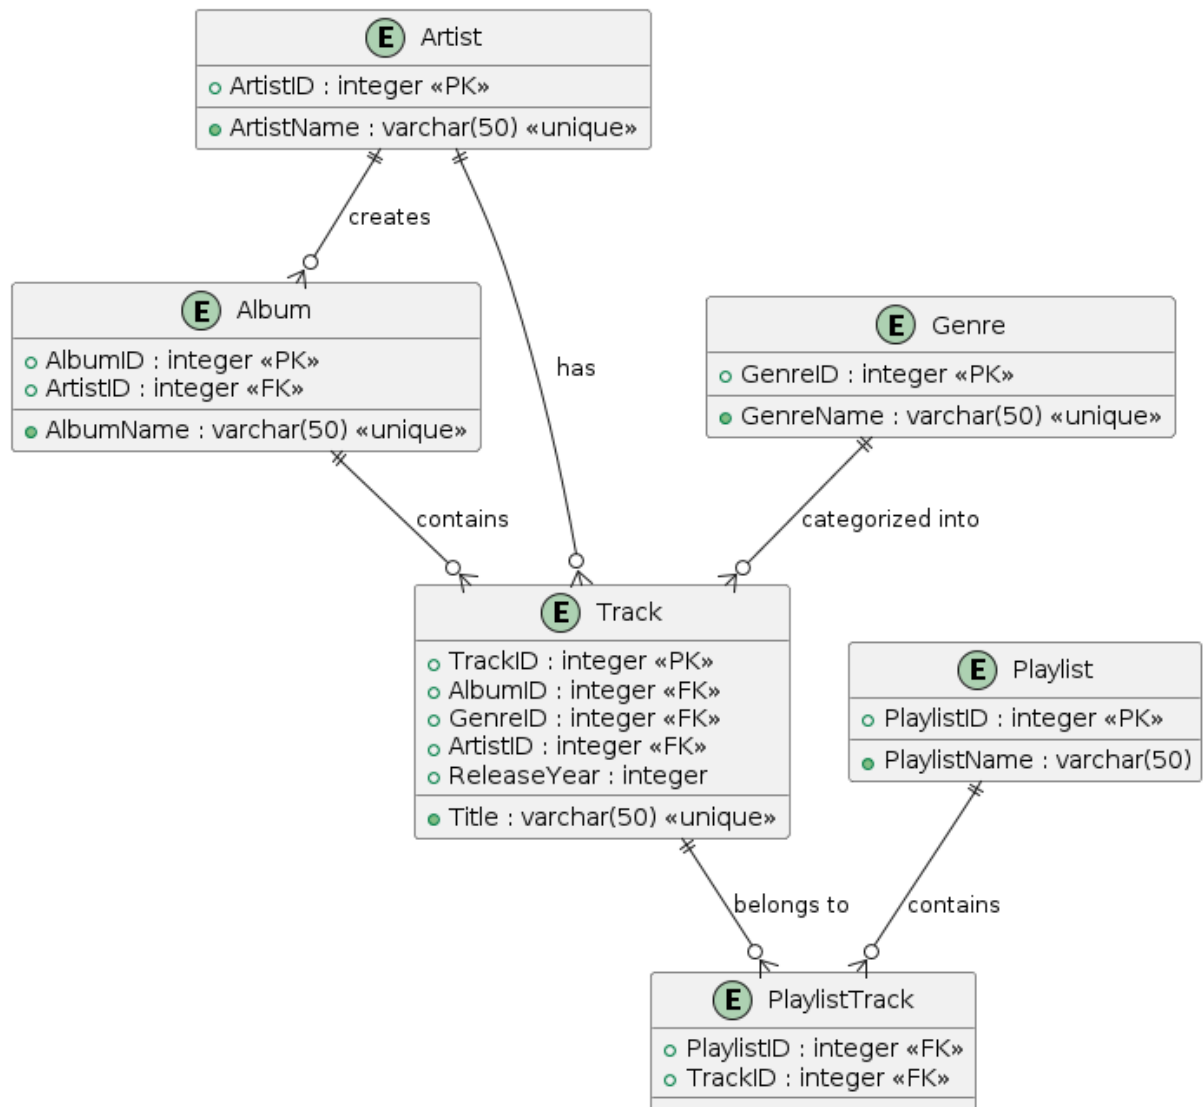 E Artist
ArtistID : integer «PK»
ArtistName : varchar(50) «unique»
creates
has
E Album
AlbumID : integer «PK»
ArtistID : integer «FK»
AlbumName : varchar(50) «unique»
E Genre
GenreID : integer «PK»
GenreName : varchar(50) «unique»
contains
categorized into
E Track
TrackID : integer «PK»
AlbumID : integer «FK»
GenreID : integer «FK»
ArtistID : integer «FK»
ReleaseYear : integer
Title : varchar(50) «unique»
E Playlist
PlaylistID : integer «PK»
PlaylistName : varchar(50)
belongs to
contains
E PlaylistTrack
PlaylistID : integer «FK»
TrackID : integer «FK»